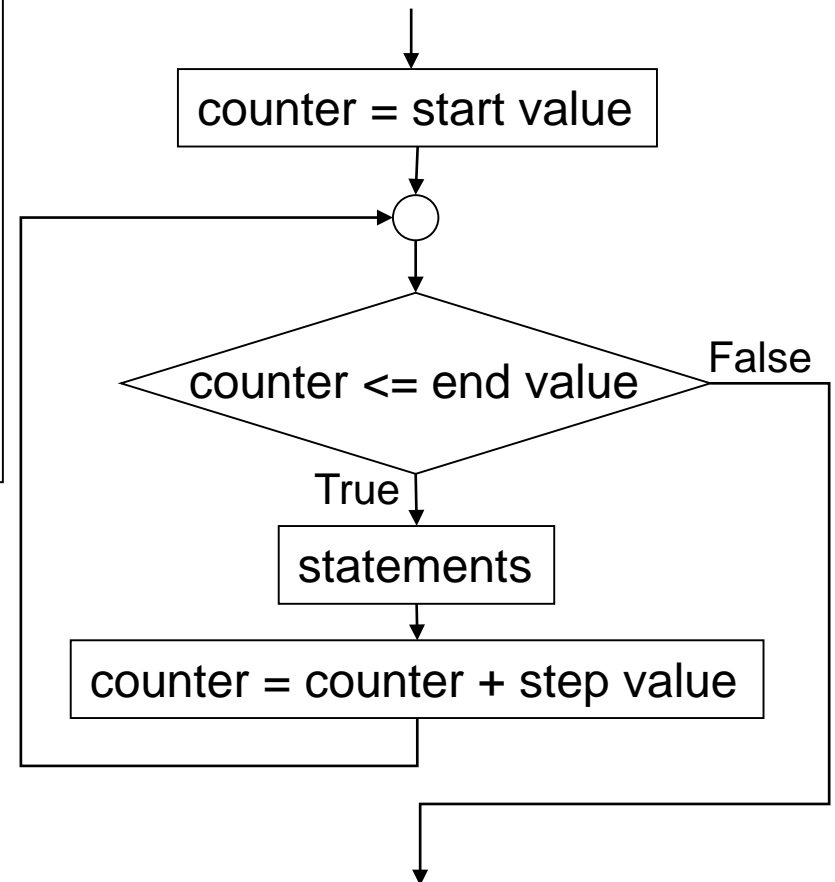 counter = start value
counter <= end value
False
True
statements
counter = counter + step value